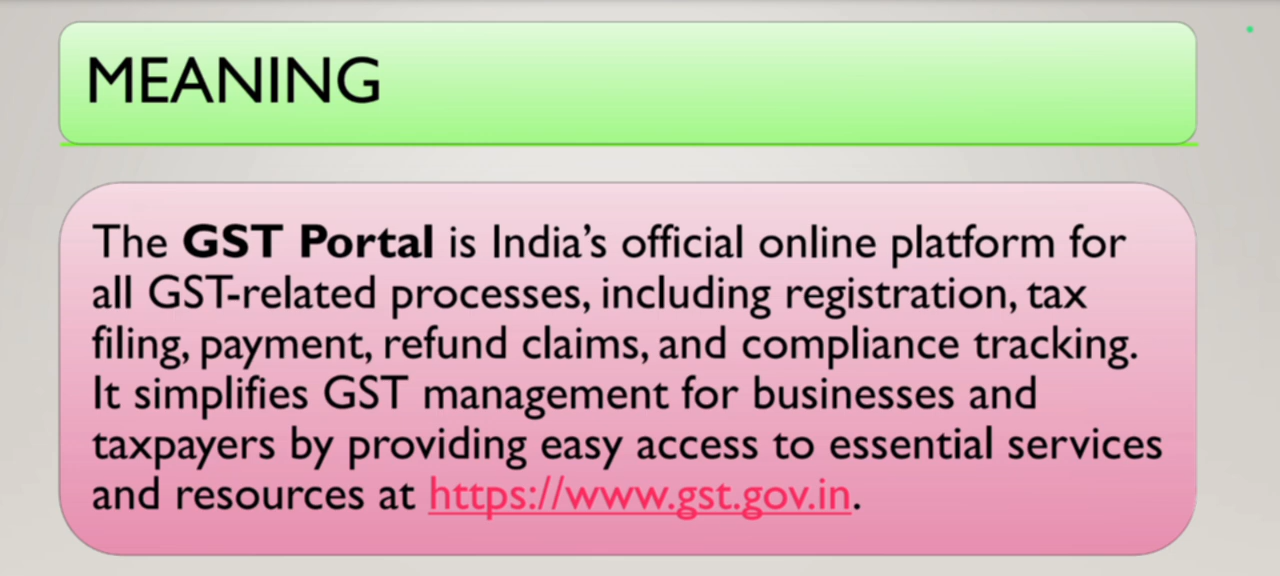 MEANING
The GST Portal is India’s official online platform for
all GST-related processes, including registration, tax
filing, payment, refund claims, and compliance tracking.
It simplifies GST management for businesses and
taxpayers by providing easy access to essential services
and resources at https://www.gst.gov.in.